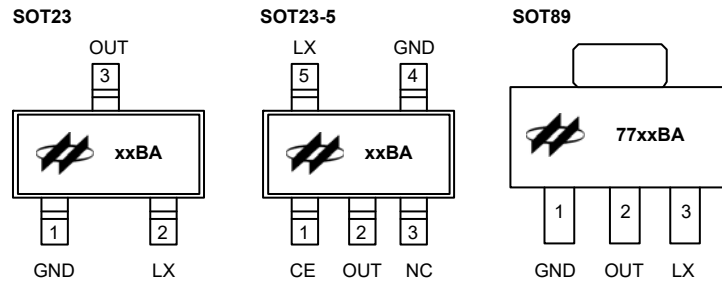 SOT23
SOT23-5
SOT89
OUT
LX
GND
3
5
4
xxBA
xxBA
77xxBA
1
2
1
2
3
1
2
3
GND
LX
CE
OUT
NC
GND
OUT
LX